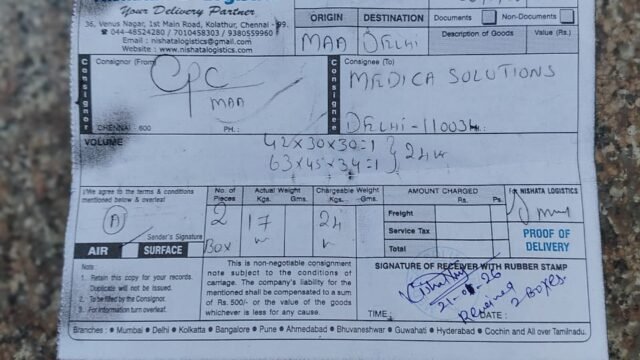 Your Delivery Partner
36, Venus Nagar, 1st Main Road, Kolathur, Chennai - 99.
044-48524280 / 7010458303 / 9380559960
Email : nishatalogistics@gmail.com
Website : www.nishatalogistics.com
ORIGIN DESTINATION
MAA DELHI
Documents Non-Documents
Description of Goods Value (Rs.)
Consignor
Consignor (From)
CPC
MAA
CHENNAI - 600 PH.:
Consignee
Consignee (To)
MEDICA SOLUTIONS
DELHI - 110034
VOLUME
42x30x30=1
63x45x34=1 } 24
I/We agree to the terms & conditions
mentioned below & overleaf
Sender's Signature
AIR SURFACE
No. of Pieces
2
Box
Actual Weight
Kgs. Gms.
17
Chargeable Weight
Kgs. Gms.
24
AMOUNT CHARGED
Rs. Ps.
Freight
Service Tax
Total
For NISHATA LOGISTICS
PROOF OF
DELIVERY
Note :
1. Retain this copy for your records.
Duplicate will not be issued.
2. To be filled by the Consignor.
3. For information turn overleaf.
This is non-negotiable consignment
note subject to the conditions of
carriage. The company's liability for
the mentioned shall be compensated to a
sum of Rs. 500/- or the value of the goods
whichever is less for any cause.
SIGNATURE OF RECEIVER WITH RUBBER STAMP
Received
2 Boxes.
TIME DATE :
Branches : • Mumbai • Delhi • Kolkatta • Bangalore • Pune • Ahmedabad • Bhuvaneshwar • Guwahati • Hyderabad • Cochin and All over Tamilnadu.